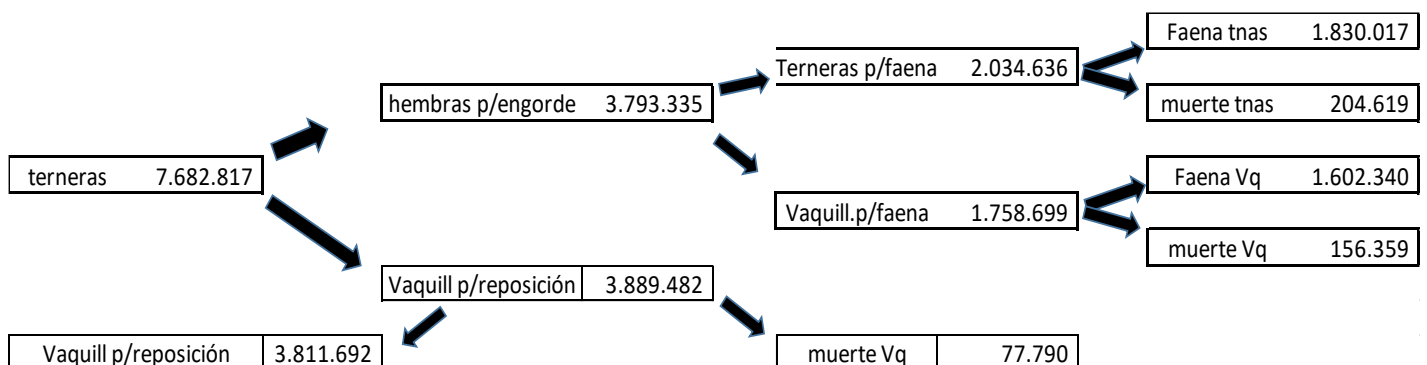 Faena tnas 1.830.017
Terneras p/faena 2.034.636
hembras p/engorde 3.793.335
muerte tnas 204.619
terneras 7.682.817
Faena Vq 1.602.340
Vaquill.p/faena 1.758.699
muerte Vq 156.359
Vaquill p/reposición 3.889.482
Vaquill p/reposición 3.811.692
muerte Vq 77.790